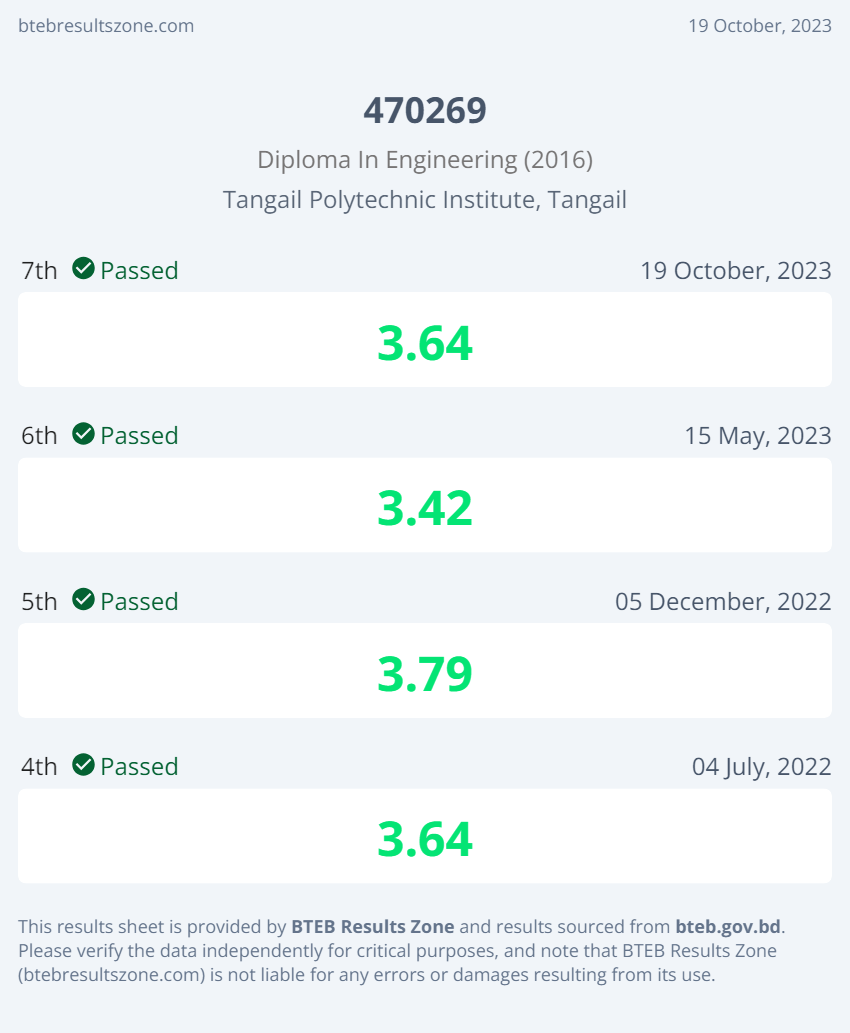 btebresultszone.com 19 October, 2023
470269
Diploma In Engineering (2016)
Tangail Polytechnic Institute, Tangail
7th Passed 19 October, 2023
3.64
6th Passed 15 May, 2023
3.42
5th Passed 05 December, 2022
3.79
4th Passed 04 July, 2022
3.64
This results sheet is provided by BTEB Results Zone and results sourced from bteb.gov.bd.
Please verify the data independently for critical purposes, and note that BTEB Results Zone
(btebresultszone.com) is not liable for any errors or damages resulting from its use.